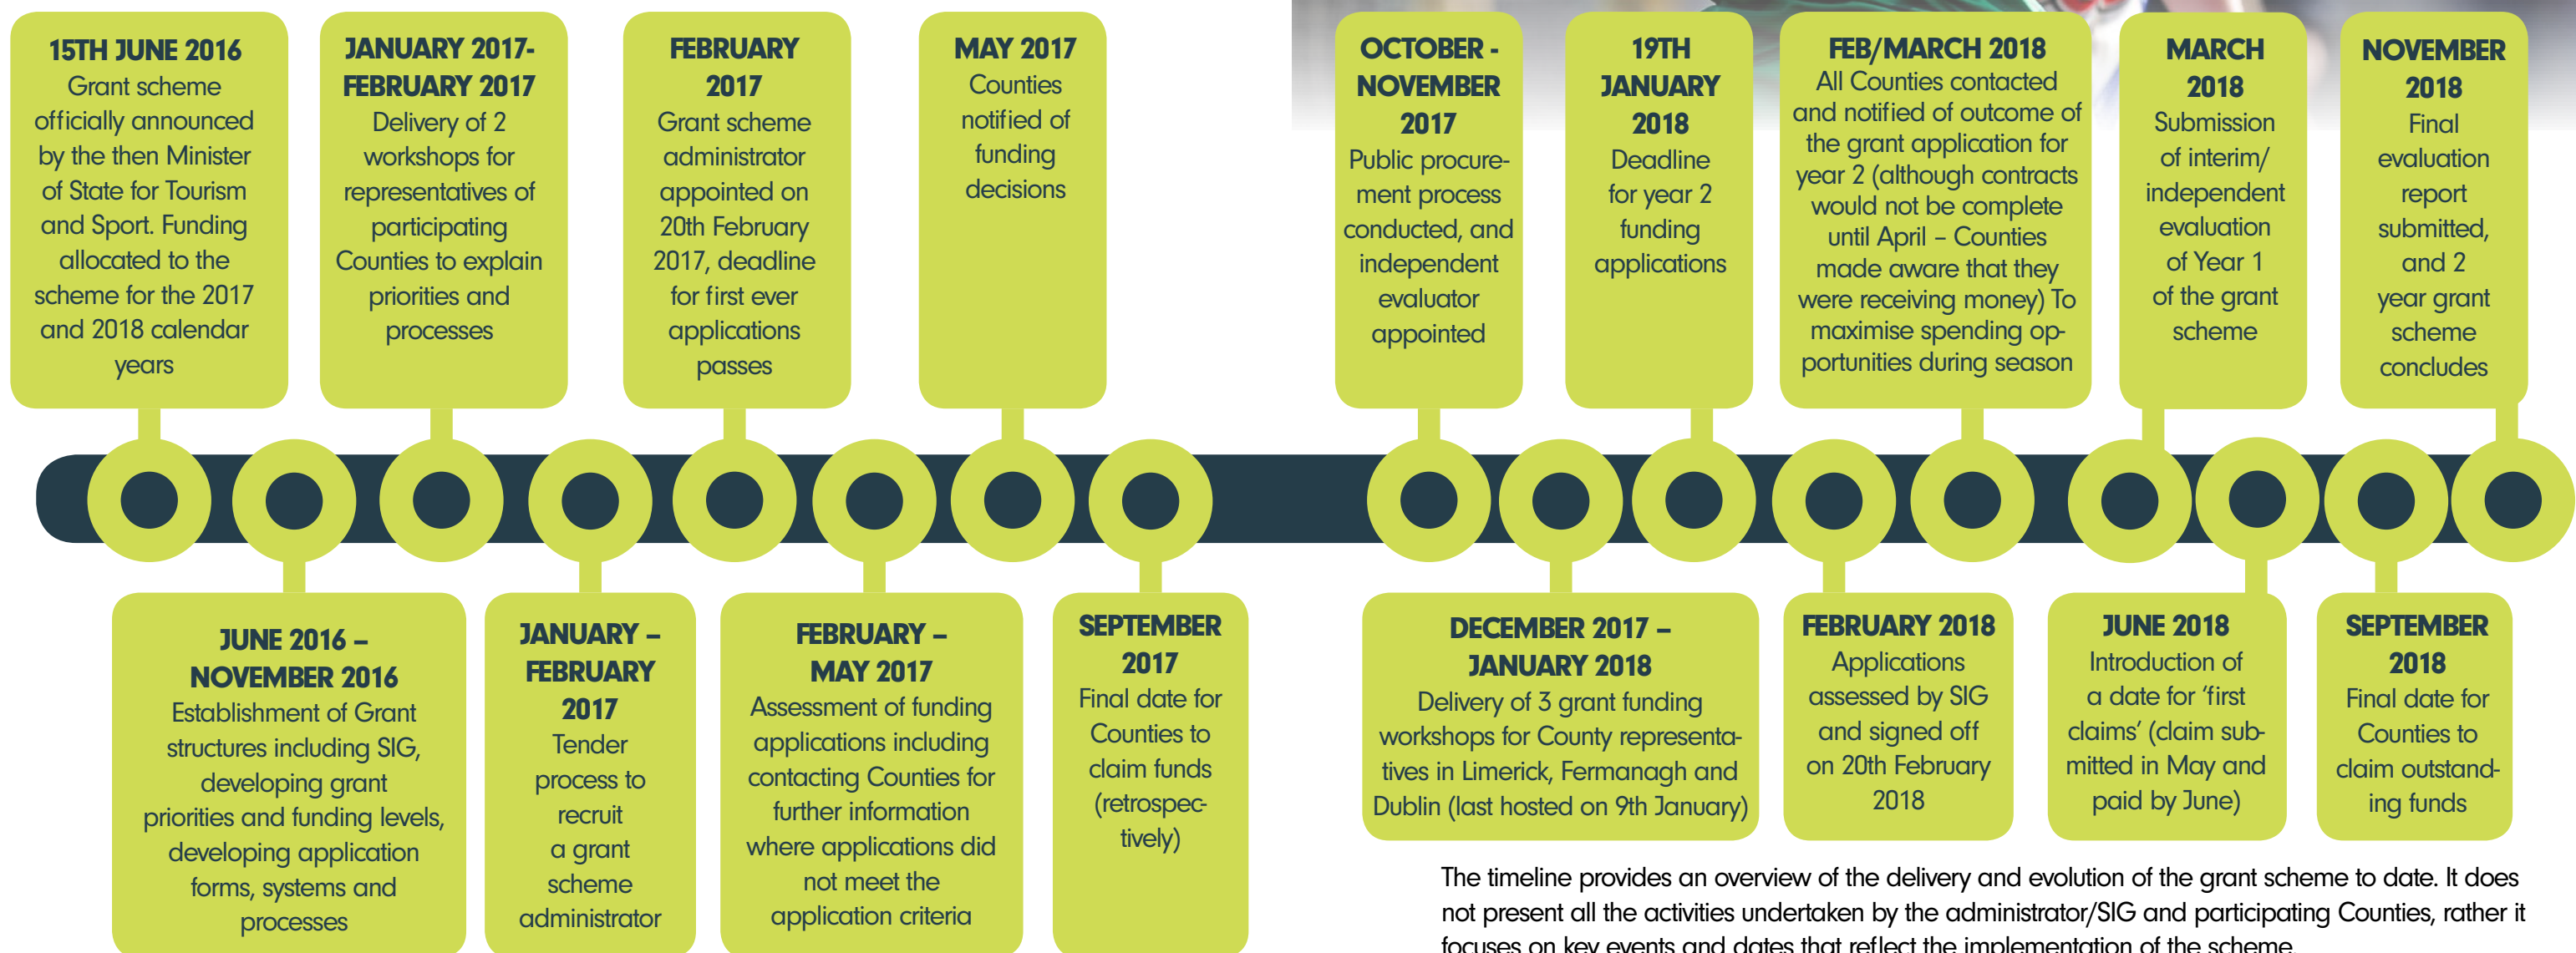 15TH JUNE 2016
Grant scheme
officially announced
by the then Minister
of State for Tourism
and Sport. Funding
allocated to the
scheme for the 2017
and 2018 calendar
years
JUNE 2016 –
NOVEMBER 2016
Establishment of Grant
structures including SIG,
developing grant
priorities and funding levels,
developing application
forms, systems and
processes
JANUARY 2017-
FEBRUARY 2017
Delivery of 2
workshops for
representatives of
participating
Counties to explain
priorities and
processes
JANUARY –
FEBRUARY
2017
Tender
process to
recruit
a grant
scheme
administrator
FEBRUARY
2017
Grant scheme
administrator
appointed on
20th February
2017, deadline
for first ever
applications
passes
FEBRUARY –
MAY 2017
Assessment of funding
applications including
contacting Counties for
further information
where applications did
not meet the
application criteria
MAY 2017
Counties
notified of
funding
decisions
SEPTEMBER
2017
Final date for
Counties to
claim funds
(retrospec-
tively)
OCTOBER -
NOVEMBER
2017
Public procure-
ment process
conducted, and
independent
evaluator
appointed
DECEMBER 2017 –
JANUARY 2018
Delivery of 3 grant funding
workshops for County representa-
tives in Limerick, Fermanagh and
Dublin (last hosted on 9th January)
19TH
JANUARY
2018
Deadline
for year 2
funding
applications
FEBRUARY 2018
Applications
assessed by SIG
and signed off
on 20th February
2018
FEB/MARCH 2018
All Counties contacted
and notified of outcome of
the grant application for
year 2 (although contracts
would not be complete
until April – Counties
made aware that they
were receiving money) To
maximise spending op-
portunities during season
MARCH
2018
Submission
of interim/
independent
evaluation
of Year 1
of the grant
scheme
JUNE 2018
Introduction of
a date for ‘first
claims’ (claim sub-
mitted in May and
paid by June)
SEPTEMBER
2018
Final date for
Counties to
claim outstand-
ing funds
NOVEMBER
2018
Final
evaluation
report
submitted,
and 2
year grant
scheme
concludes
The timeline provides an overview of the delivery and evolution of the grant scheme to date. It does
not present all the activities undertaken by the administrator/SIG and participating Counties, rather it
focuses on key events and dates that reflect the implementation of the scheme.